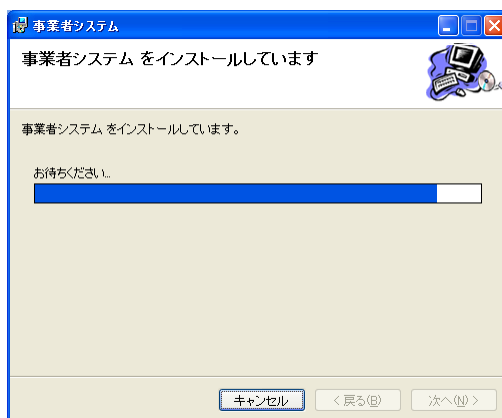 事業者システム
事業者システム をインストールしています
事業者システム をインストールしています。
お待ちください...
キャンセル
< 戻る(B)
次へ(N) >